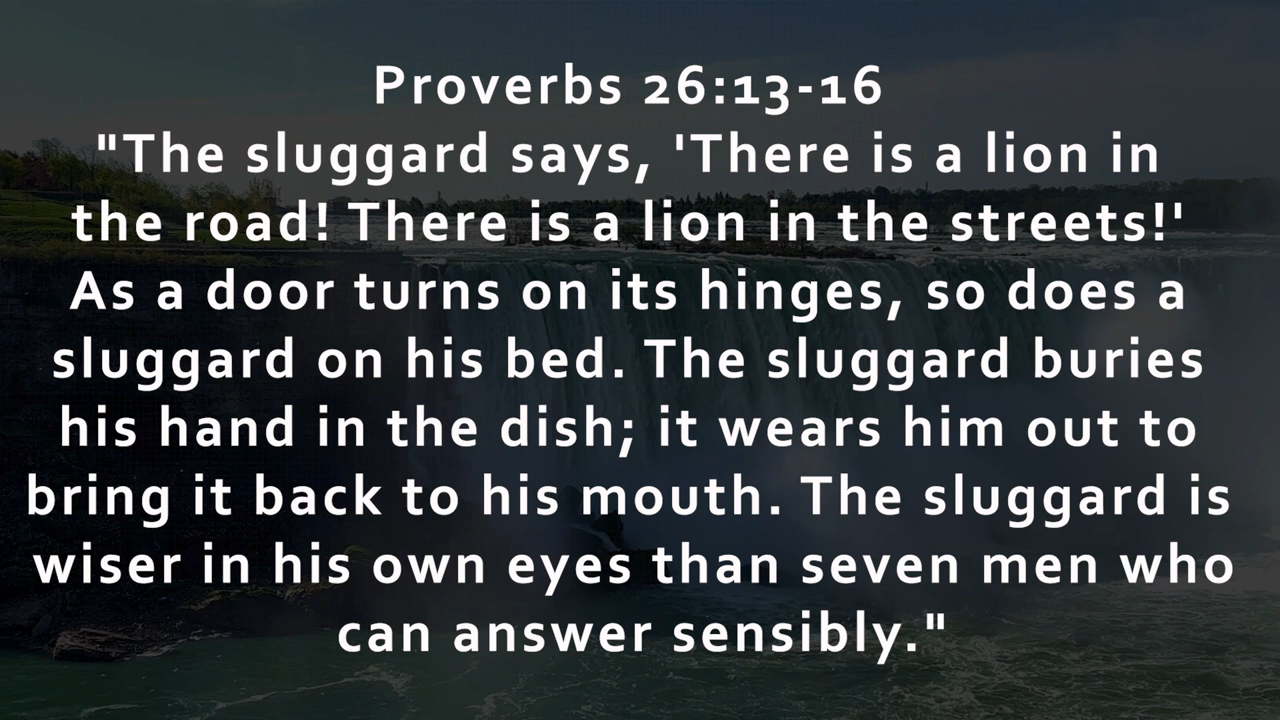 Proverbs 26:13-16
"The sluggard says, 'There is a lion in
the road! There is a lion in the streets!'
As a door turns on its hinges, so does a
sluggard on his bed. The sluggard buries
his hand in the dish; it wears him out to
bring it back to his mouth. The sluggard is
wiser in his own eyes than seven men who
can answer sensibly."